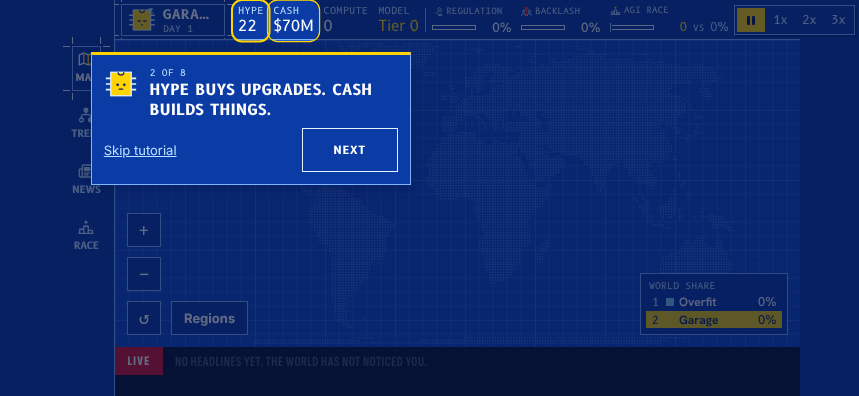 GARA...
DAY 1
HYPE
22
CASH
$70M
COMPUTE
0
MODEL
Tier 0
REGULATION
0%
BACKLASH
0%
AGI RACE
0 vs 0%
1x 2x 3x
2 OF 8
HYPE BUYS UPGRADES. CASH
BUILDS THINGS.
Skip tutorial
NEXT
NEWS
RACE
+
−
↺
Regions
WORLD SHARE
1 Overfit 0%
2 Garage 0%
LIVE
NO HEADLINES YET. THE WORLD HAS NOT NOTICED YOU.